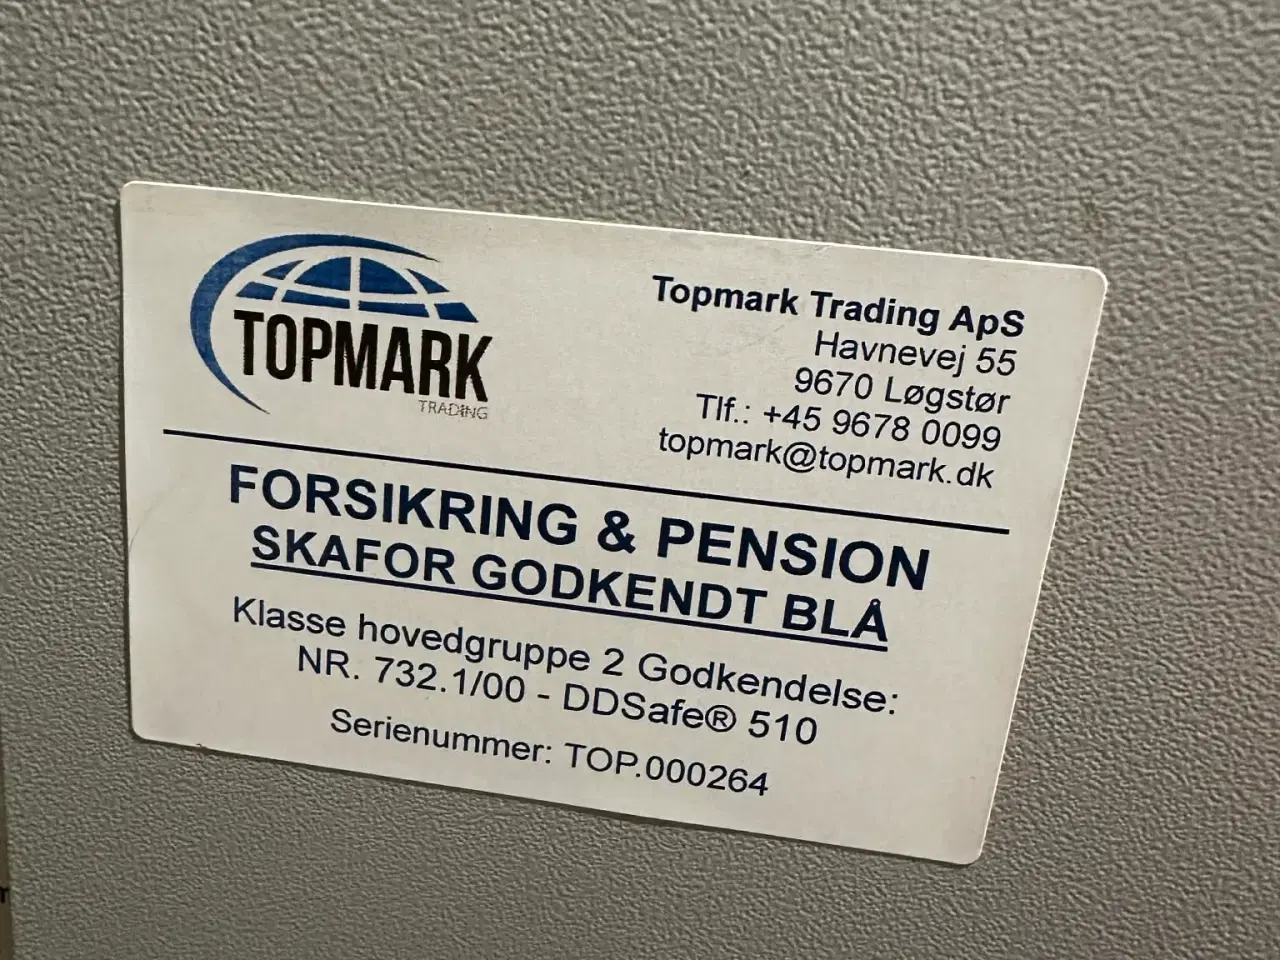 TOPMARK
TRADING
Topmark Trading ApS
Havnevej 55
9670 Løgstør
Tlf.: +45 9678 0099
topmark@topmark.dk
FORSIKRING & PENSION
SKAFOR GODKENDT BLÅ
Klasse hovedgruppe 2 Godkendelse:
NR. 732.1/00 - DDSafe® 510
Serienummer: TOP.000264